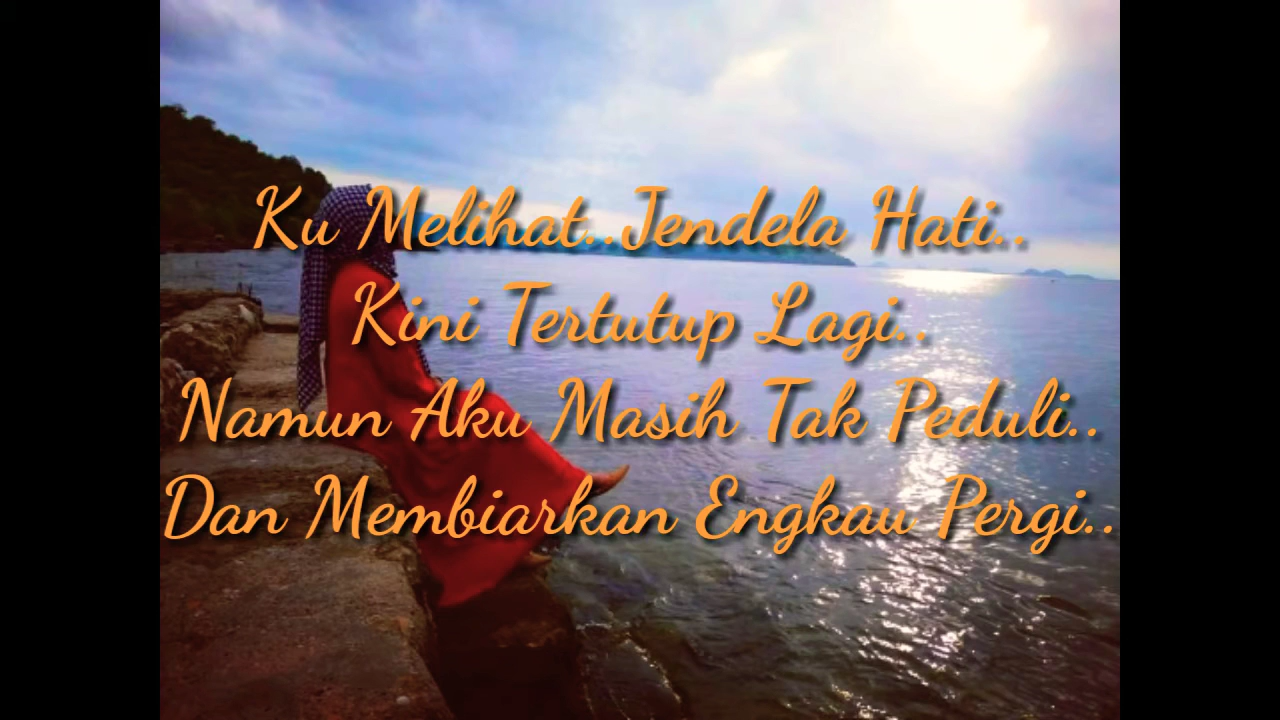 Ku Melihat..Jendela Hati..
Kini Tertutup Lagi..
Namun Aku Masih Tak Peduli..
Dan Membiarkan Engkau Pergi..